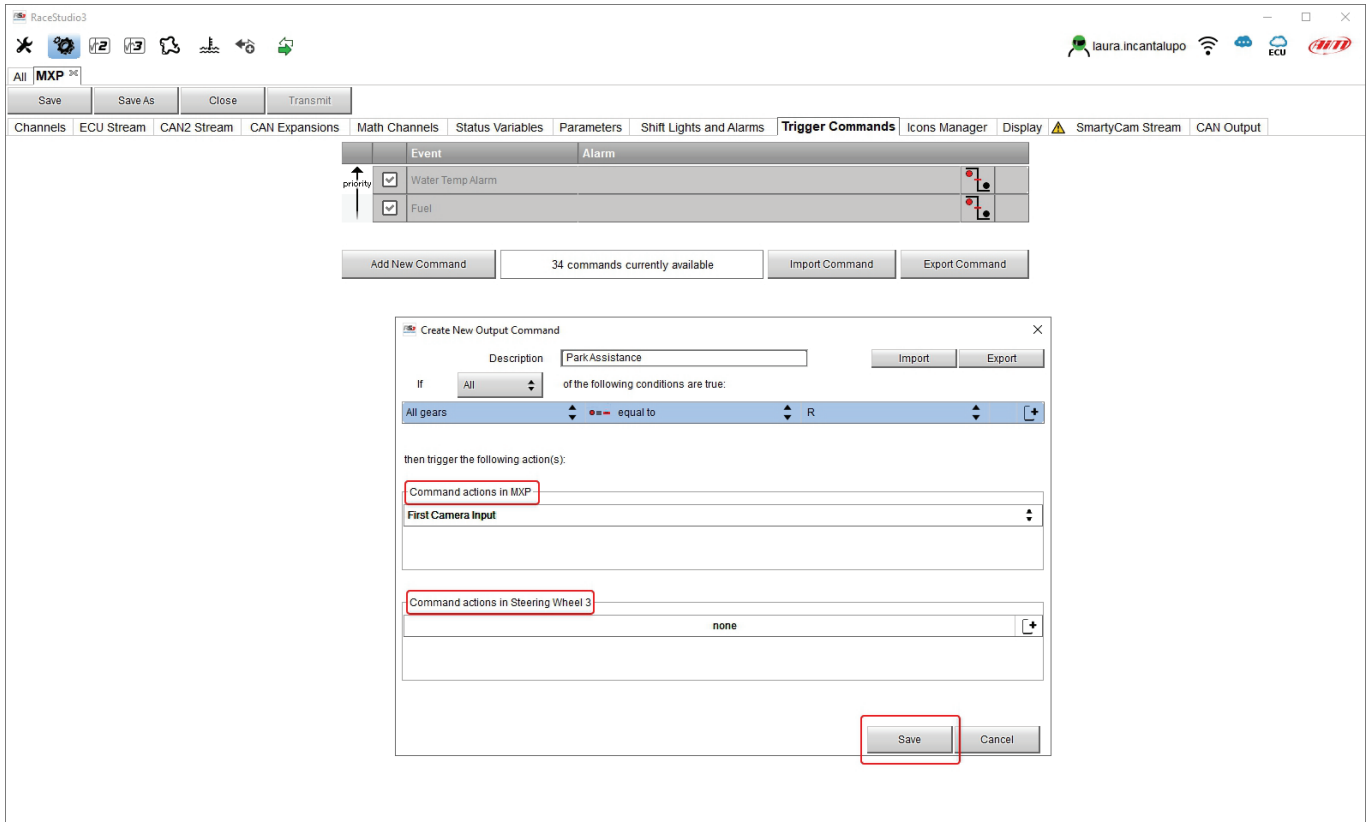 RaceStudio3
laura.incantalupo
ECU
AiM
All MXP
Save Save As Close Transmit
Channels ECU Stream CAN2 Stream CAN Expansions Math Channels Status Variables Parameters Shift Lights and Alarms Trigger Commands Icons Manager Display SmartyCam Stream CAN Output
Event Alarm
priority
Water Temp Alarm
Fuel
Add New Command 34 commands currently available Import Command Export Command
Create New Output Command
Description ParkAssistance Import Export
If All of the following conditions are true:
All gears equal to R
then trigger the following action(s):
Command actions in MXP
First Camera Input
Command actions in Steering Wheel 3
none
Save Cancel